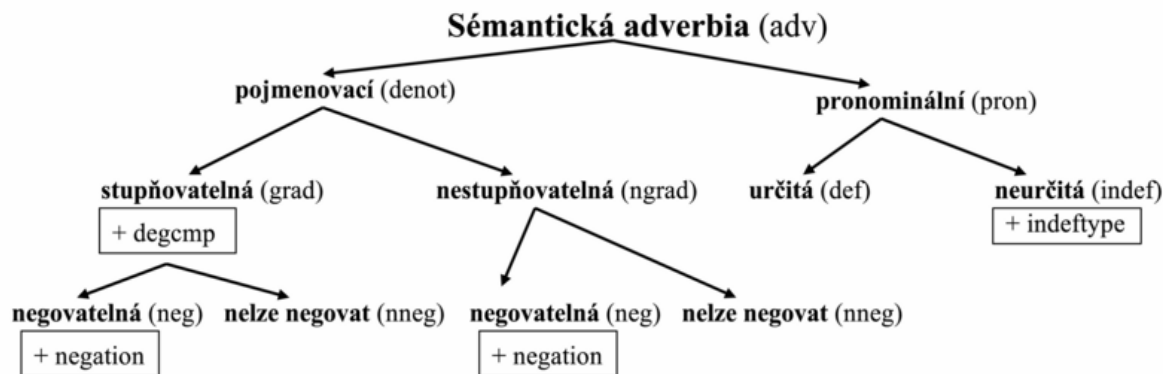 Sémantická adverbia (adv)
pojmenovací (denot)
pronominální (pron)
stupňovatelná (grad)
nestupňovatelná (ngrad)
určitá (def)
neurčitá (indef)
+ degcmp
+ indeftype
negovatelná (neg)
nelze negovat (nneg)
negovatelná (neg)
nelze negovat (nneg)
+ negation
+ negation